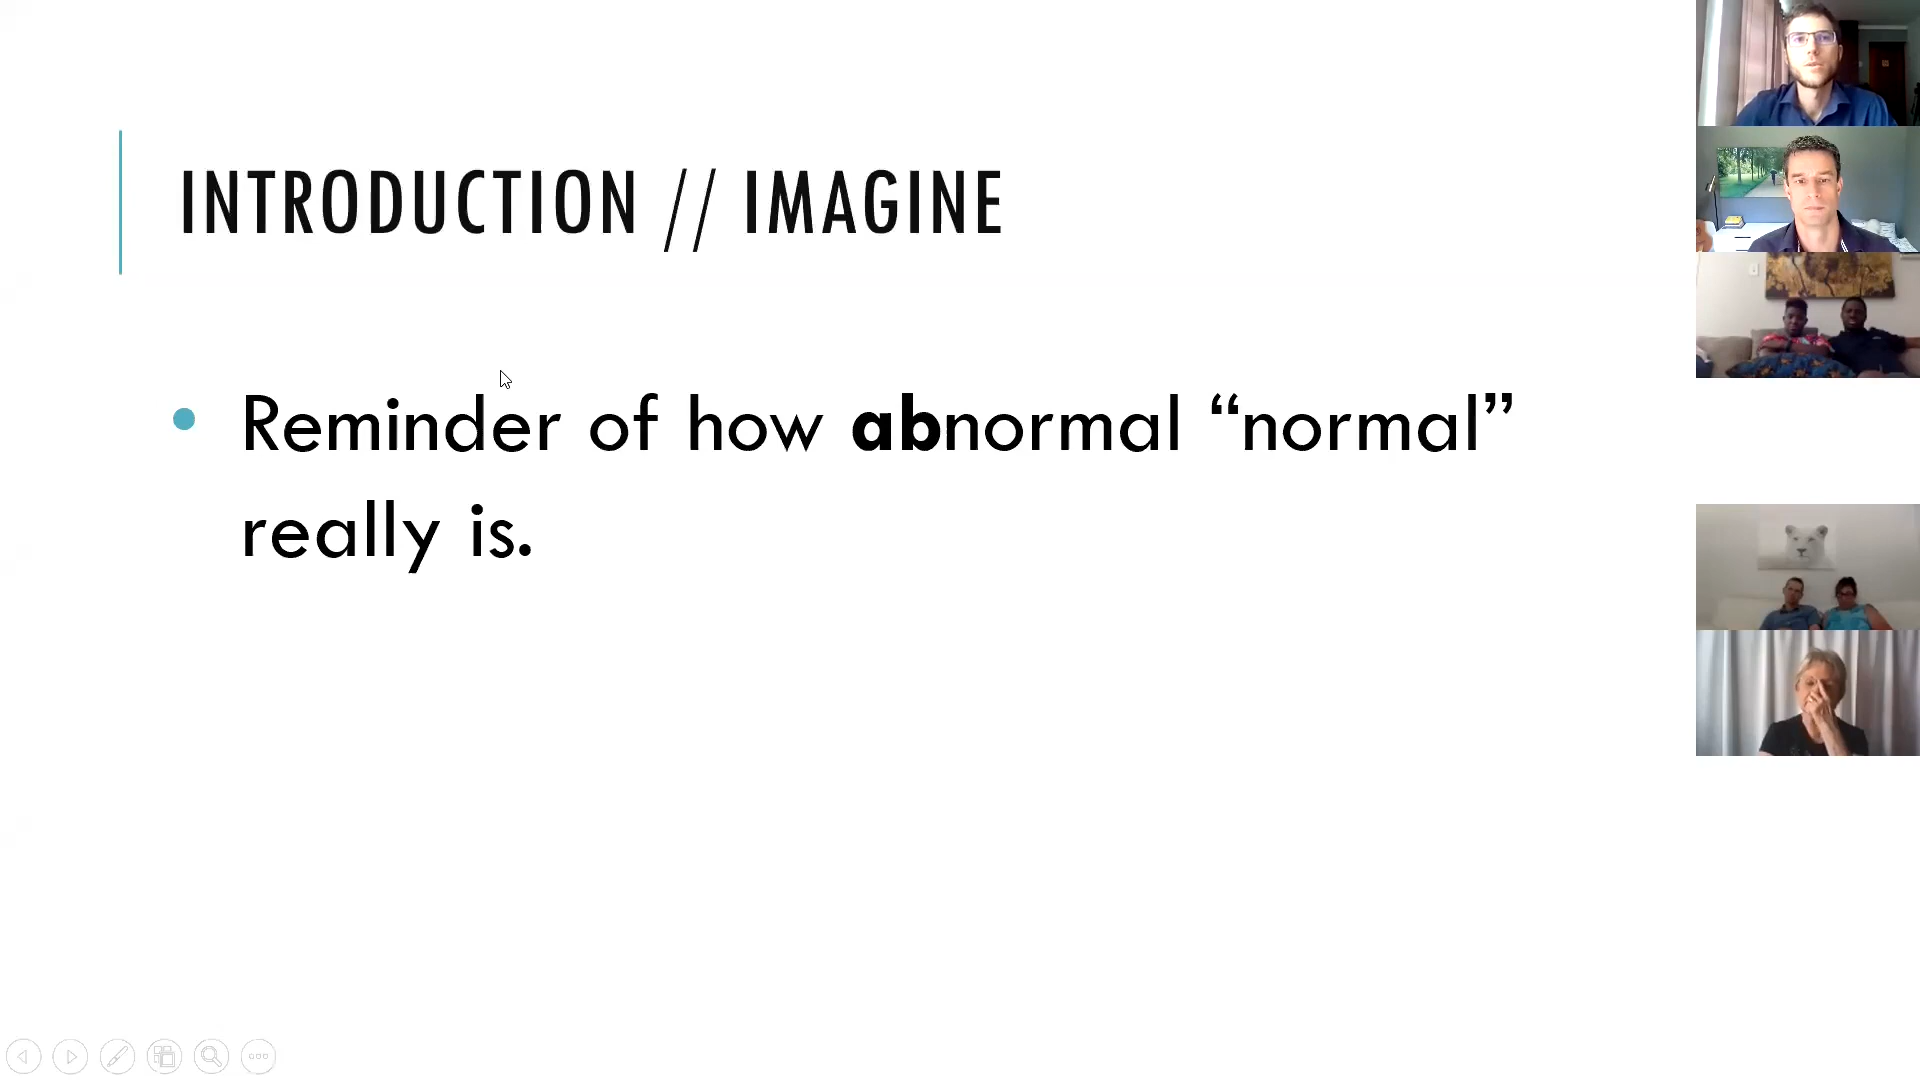 INTRODUCTION // IMAGINE
• Reminder of how abnormal “normal”
really is.